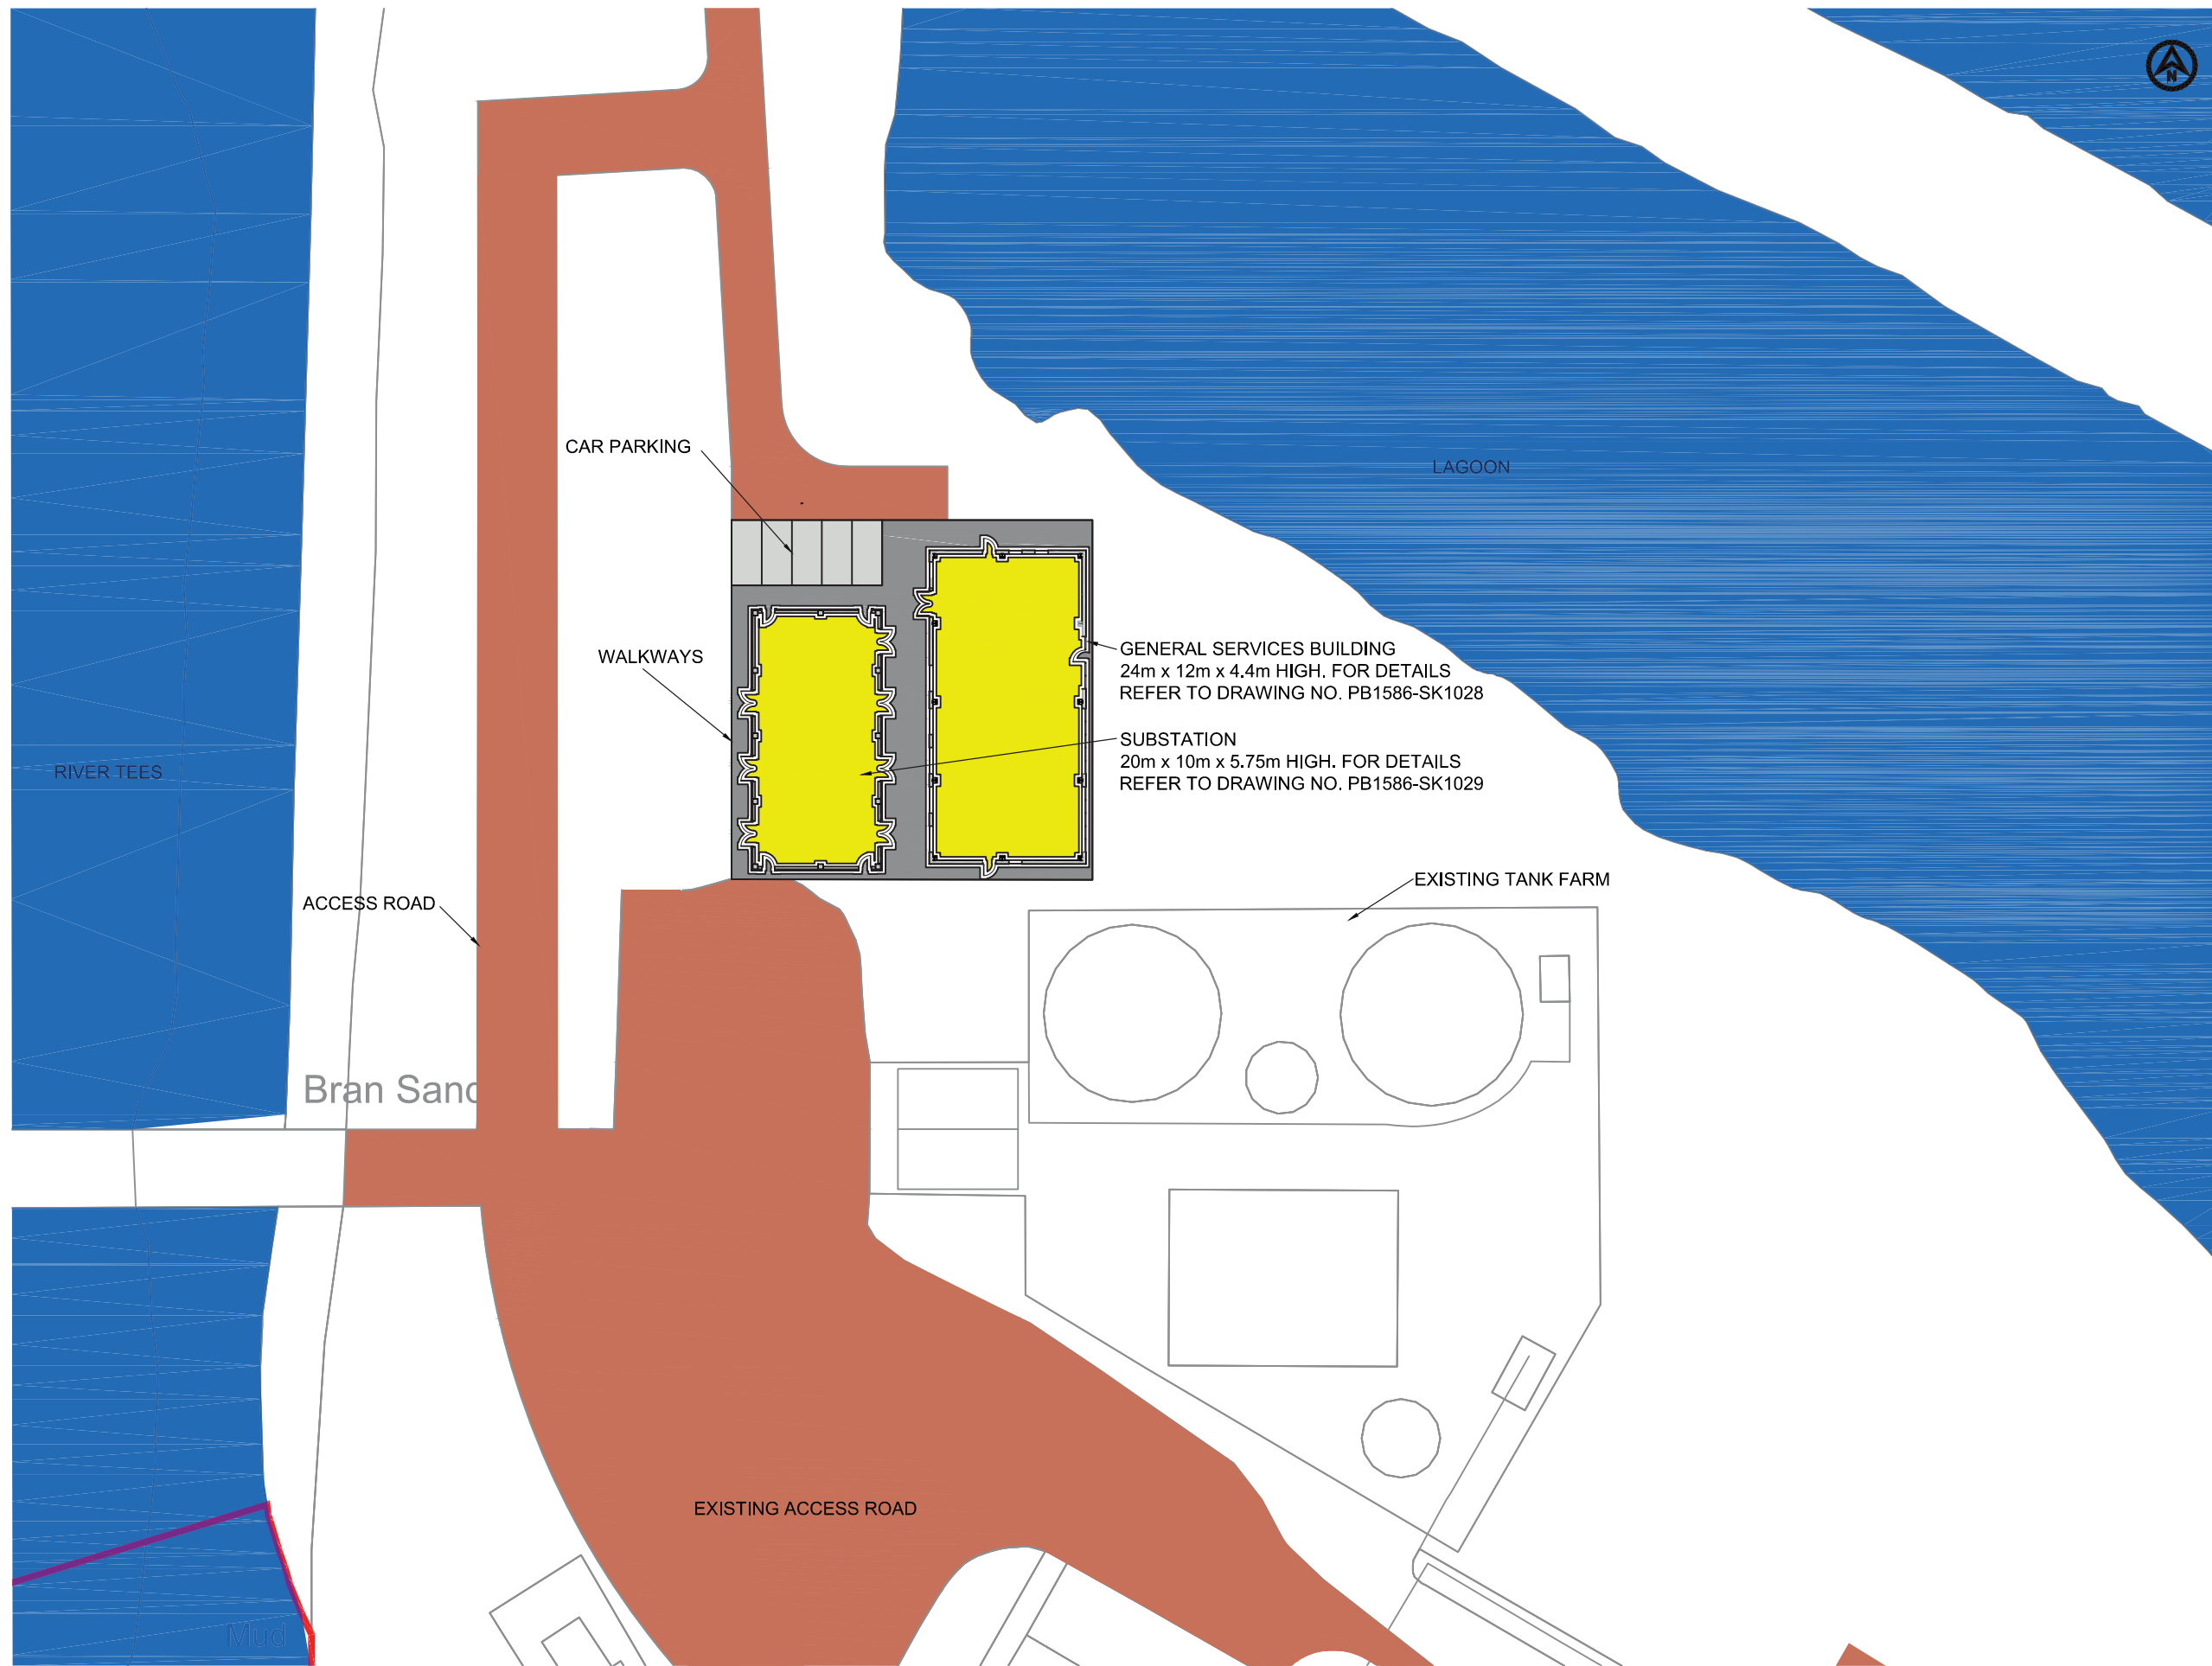 N
CAR PARKING
LAGOON
WALKWAYS
GENERAL SERVICES BUILDING
24m x 12m x 4.4m HIGH. FOR DETAILS
REFER TO DRAWING NO. PB1586-SK1028
SUBSTATION
20m x 10m x 5.75m HIGH. FOR DETAILS
REFER TO DRAWING NO. PB1586-SK1029
RIVER TEES
EXISTING TANK FARM
ACCESS ROAD
Bran Sand
EXISTING ACCESS ROAD
Mud